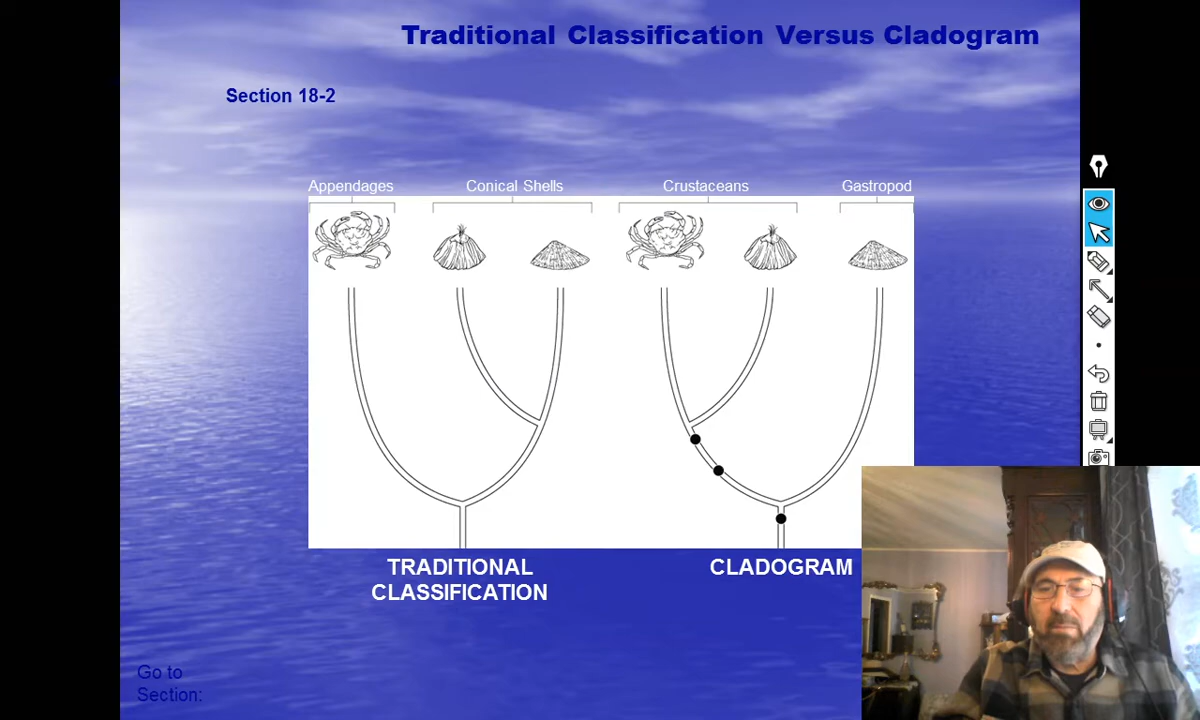 Traditional Classification Versus Cladogram
Section 18-2
Appendages Conical Shells Crustaceans Gastropod
TRADITIONAL
CLASSIFICATION
CLADOGRAM
Go to
Section: